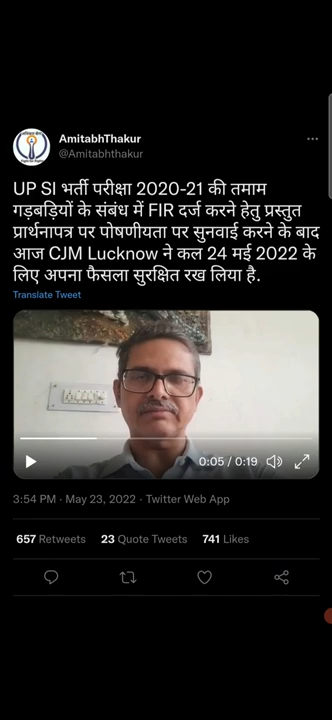 AmitabhThakur
@Amitabhthakur
UP SI भर्ती परीक्षा 2020-21 की तमाम
गड़बड़ियों के संबंध में FIR दर्ज करने हेतु प्रस्तुत
प्रार्थनापत्र पर पोषणीयता पर सुनवाई करने के बाद
आज CJM Lucknow ने कल 24 मई 2022 के
लिए अपना फैसला सुरक्षित रख लिया है.
Translate Tweet
0:05 / 0:19
3:54 PM · May 23, 2022 · Twitter Web App
657 Retweets 23 Quote Tweets 741 Likes